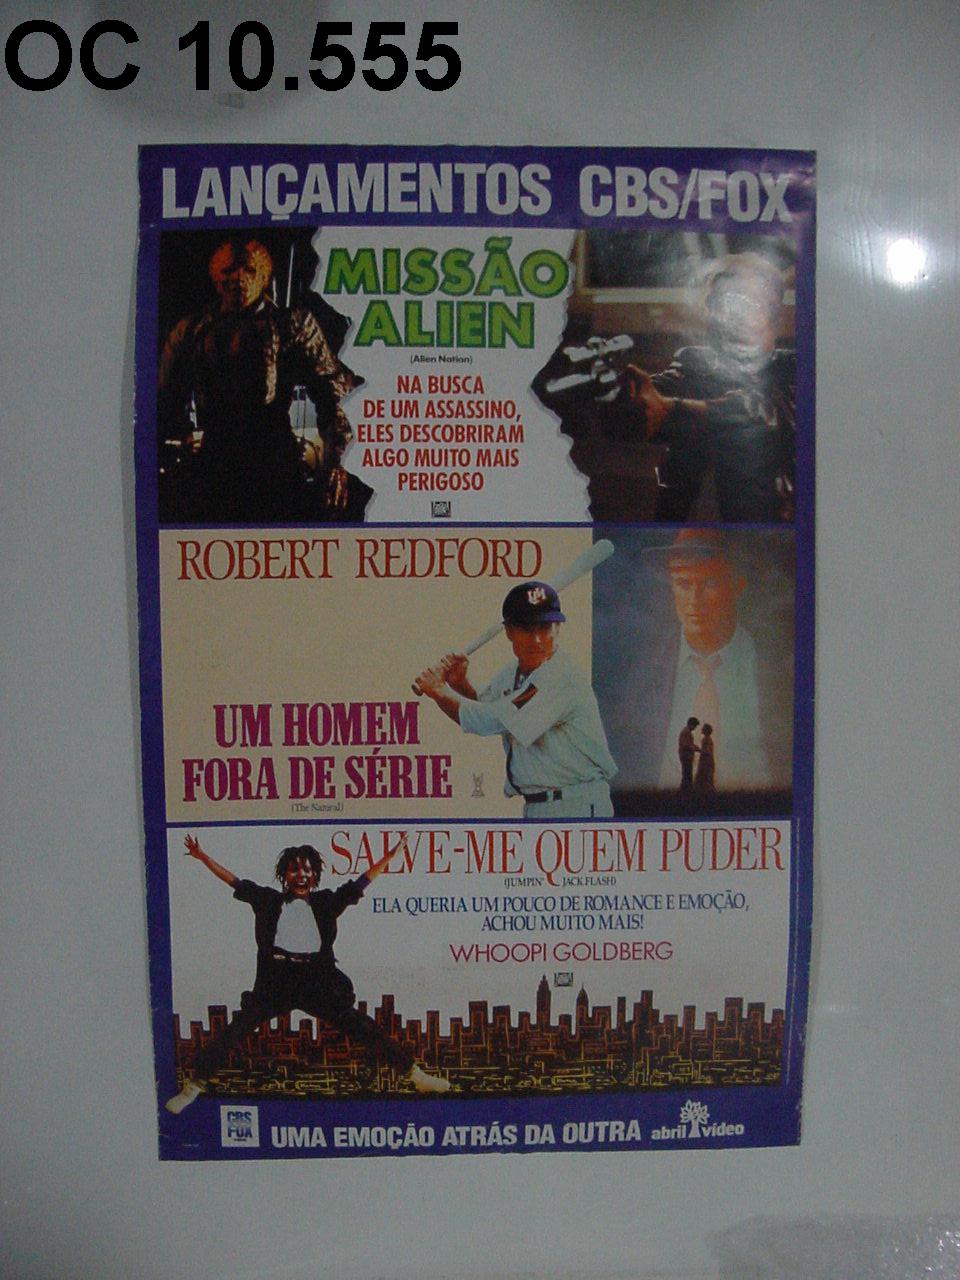 OC 10.555
LANÇAMENTOS CBS/FOX
MISSÃO
ALIEN
(Alien Nation)
NA BUSCA
DE UM ASSASSINO,
ELES DESCOBRIRAM
ALGO MUITO MAIS
PERIGOSO
ROBERT REDFORD
UM HOMEM
FORA DE SÉRIE
(The Natural)
SALVE-ME QUEM PUDER
(JUMPIN' JACK FLASH)
ELA QUERIA UM POUCO DE ROMANCE E EMOÇÃO,
ACHOU MUITO MAIS!
WHOOPI GOLDBERG
CBS
FOX
UMA EMOÇÃO ATRÁS DA OUTRA
abril vídeo